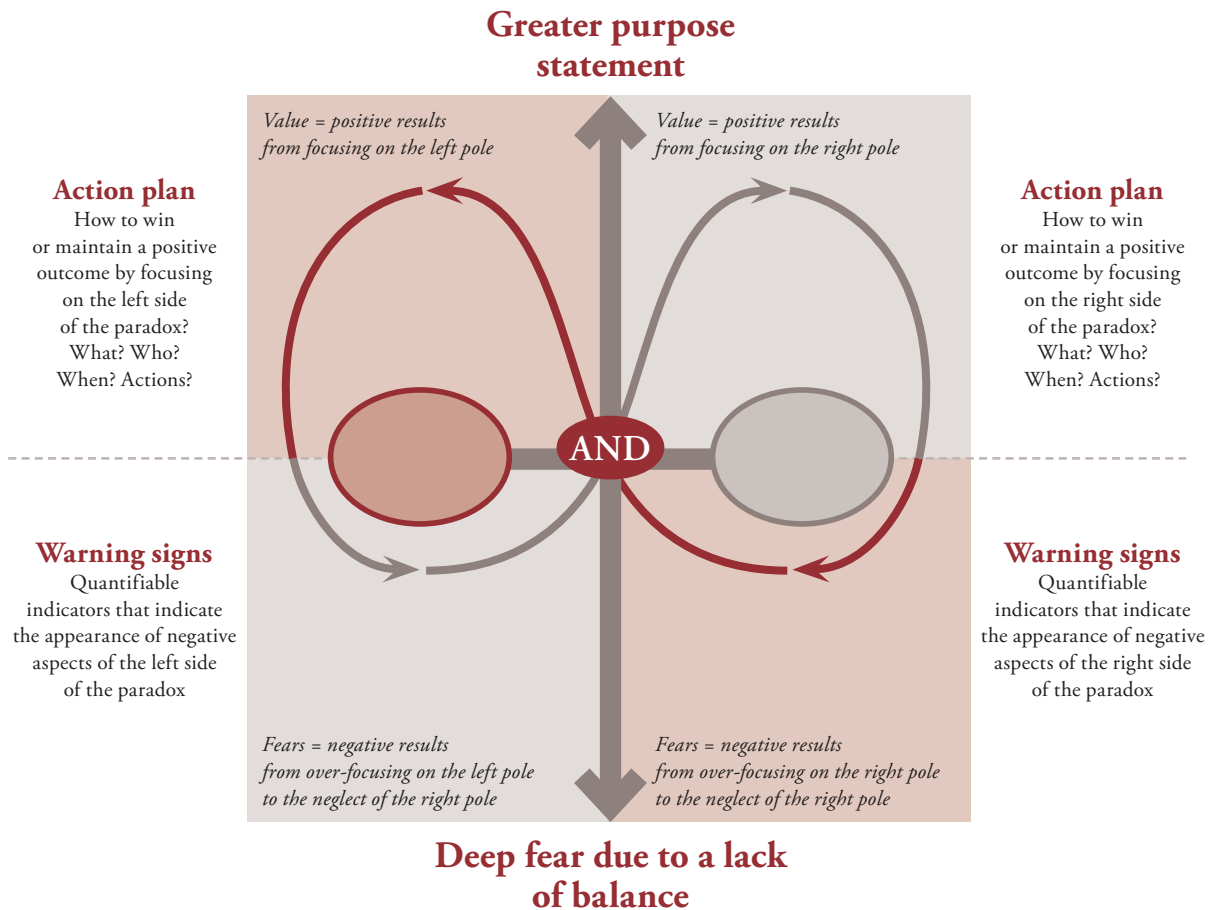 Greater purpose
statement
Value = positive results
from focusing on the left pole
Value = positive results
from focusing on the right pole
Action plan
How to win
or maintain a positive
outcome by focusing
on the left side
of the paradox?
What? Who?
When? Actions?
Action plan
How to win
or maintain a positive
outcome by focusing
on the right side
of the paradox?
What? Who?
When? Actions?
AND
Warning signs
Quantifiable
indicators that indicate
the appearance of negative
aspects of the left side
of the paradox
Warning signs
Quantifiable
indicators that indicate
the appearance of negative
aspects of the right side
of the paradox
Fears = negative results
from over-focusing on the left pole
to the neglect of the right pole
Fears = negative results
from over-focusing on the right pole
to the neglect of the right pole
Deep fear due to a lack
of balance